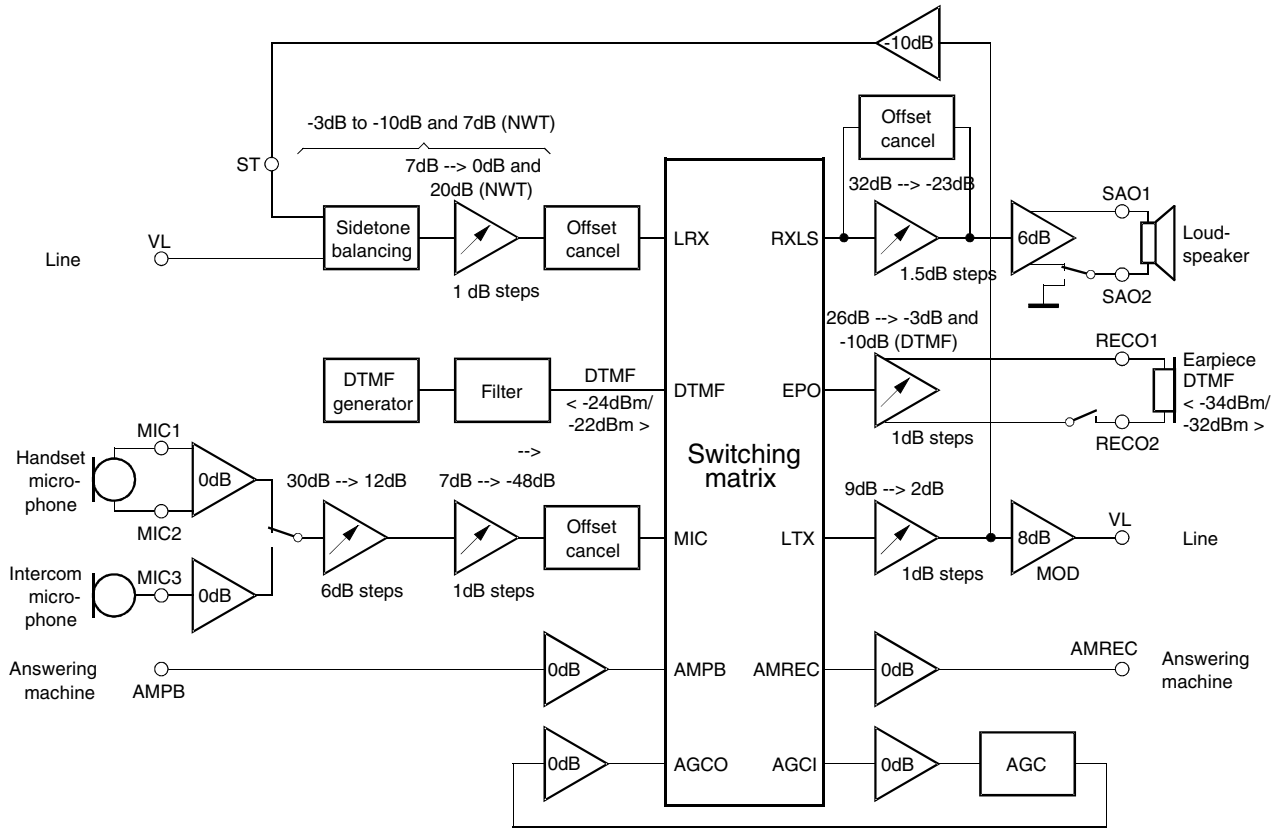 -10dB
-3dB to -10dB and 7dB (NWT)
Offset
cancel
ST
7dB --> 0dB and
20dB (NWT)
32dB --> -23dB
SAO1
Sidetone
balancing
Offset
cancel
LRX
RXLS
6dB
Loud-
speaker
VL
Line
1 dB steps
1.5dB steps
SAO2
26dB --> -3dB and
-10dB (DTMF)
RECO1
DTMF
generator
Filter
DTMF
< -24dBm/
-22dBm >
DTMF
EPO
Earpiece
DTMF
< -34dBm/
-32dBm >
1dB steps
RECO2
MIC1
Handset
micro-
phone
0dB
MIC2
-->
30dB --> 12dB
7dB --> -48dB
Switching
matrix
9dB --> 2dB
Offset
cancel
MIC
LTX
8dB
VL
Line
6dB steps
1dB steps
1dB steps
MOD
Intercom
micro-
phone
MIC3
0dB
Answering
machine
AMPB
0dB
AMPB
AMREC
0dB
AMREC
Answering
machine
0dB
AGCO
AGCI
0dB
AGC